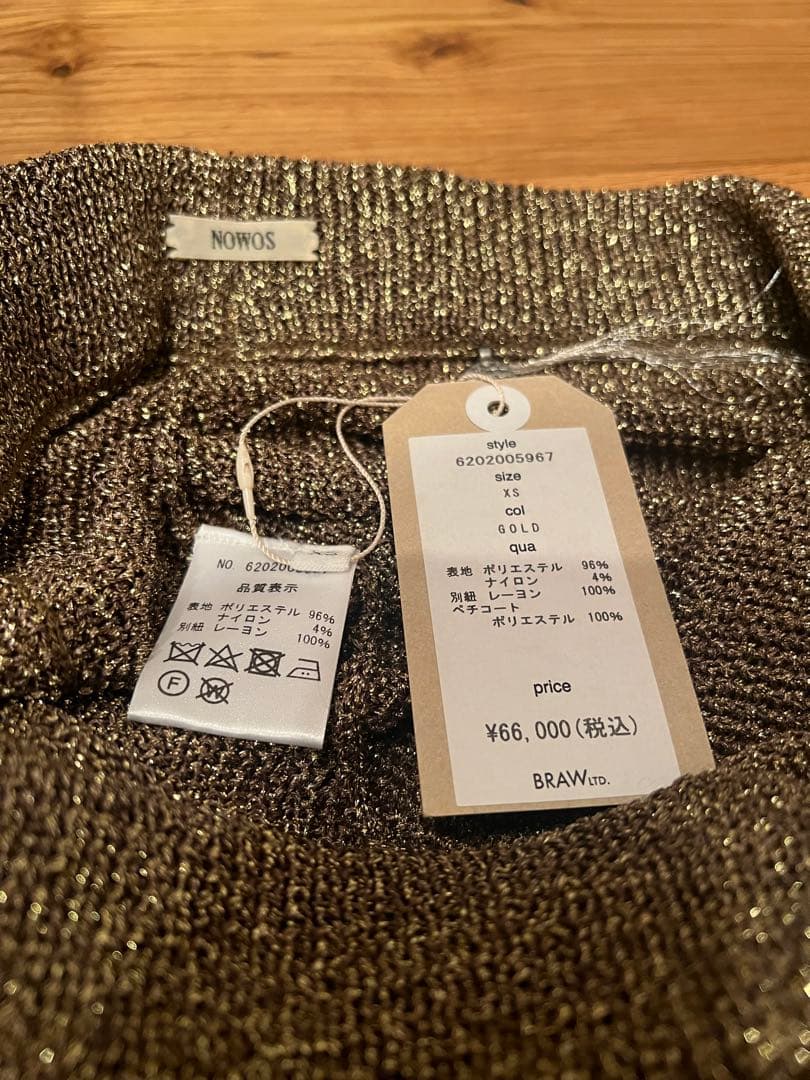 NOWOS
style
6202005967
size
XS
col
GOLD
qua
表地 ポリエステル 96%
ナイロン 4%
別紐 レーヨン 100%
ペチコート
ポリエステル 100%
price
¥66,000(税込)
BRAW LTD.
NO.
品質表示
表地 ポリエステル 96%
ナイロン 4%
別紐 レーヨン 100%
F
W